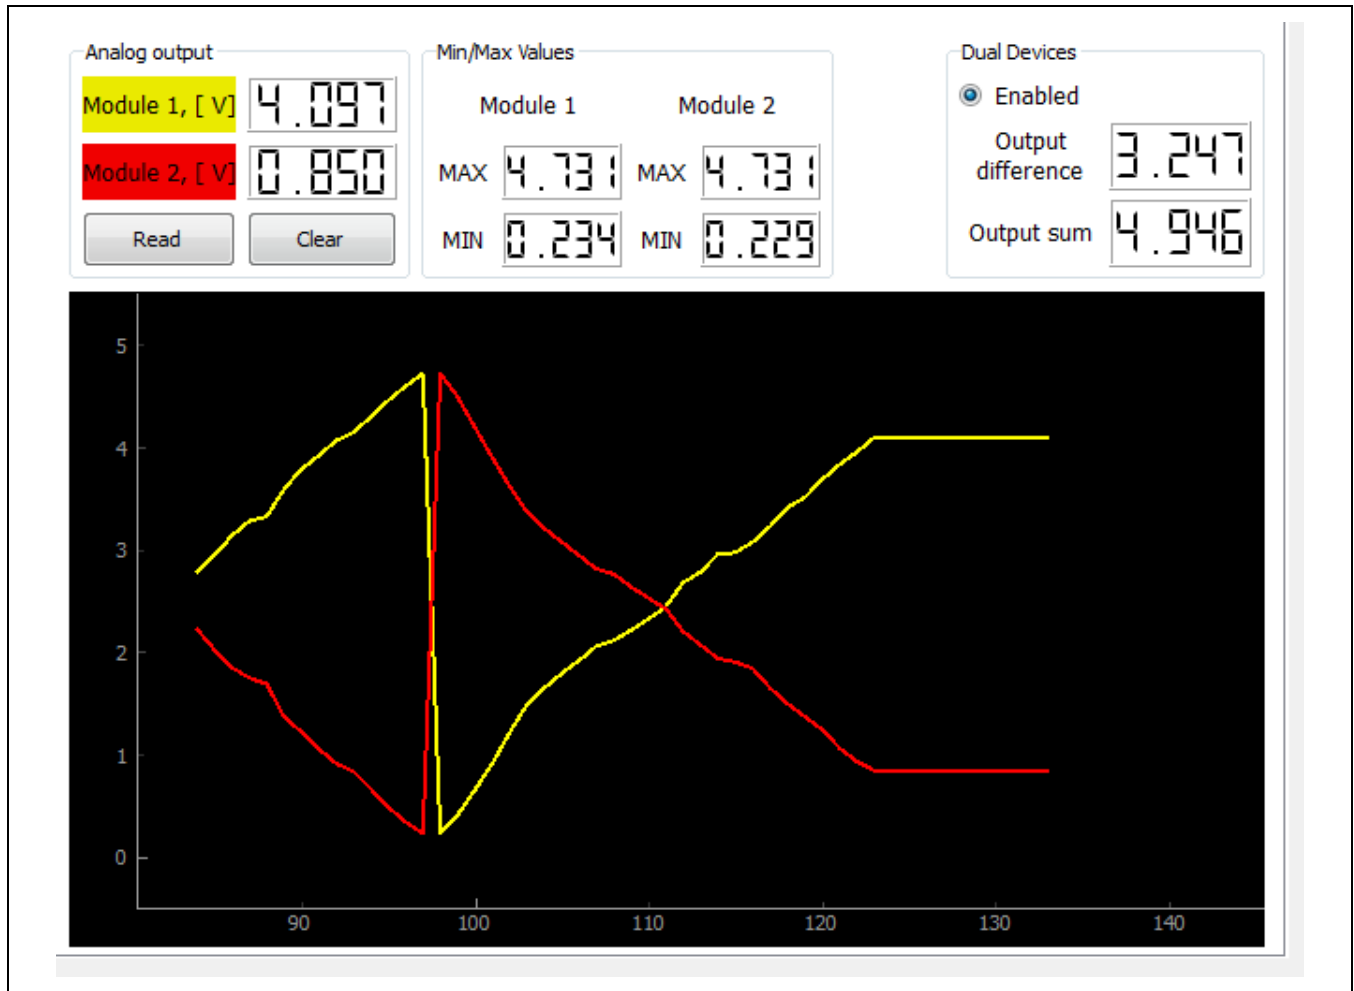 Analog output
Module 1, [ V] 4.097
Module 2, [ V] 0.850
Read Clear
Min/Max Values
Module 1 Module 2
MAX 4.731 MAX 4.731
MIN 0.234 MIN 0.229
Dual Devices
Enabled
Output
difference 3.247
Output sum 4.946
5
4
3
2
1
0
90 100 110 120 130 140